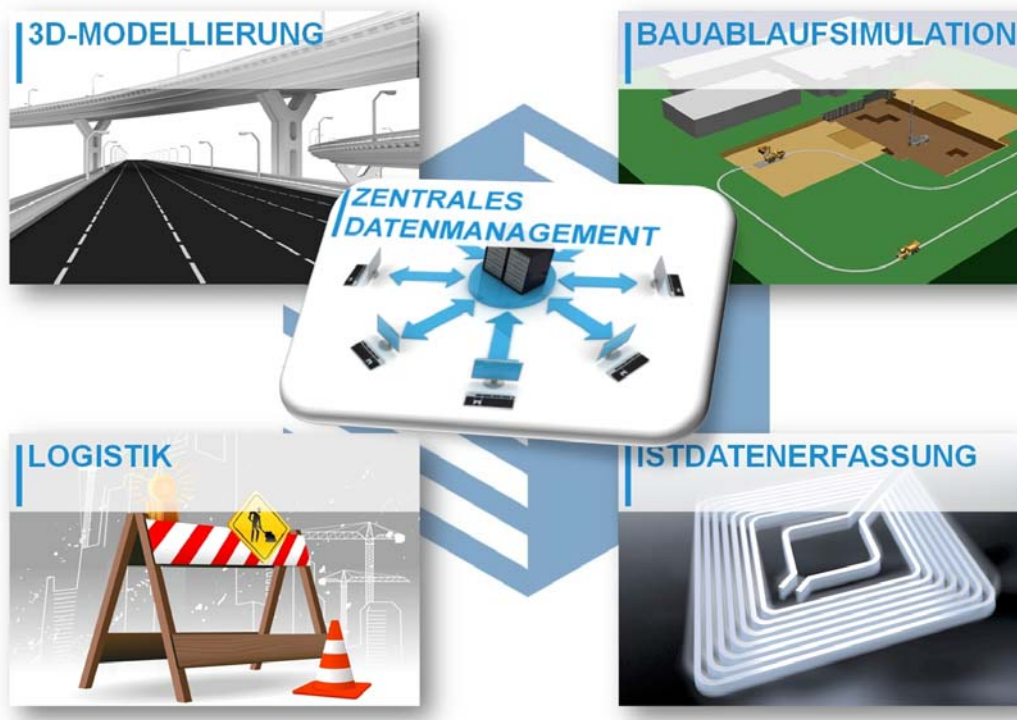 3D-MODELLIERUNG
BAUABLAUFSIMULATION
ZENTRALES
DATENMANAGEMENT
LOGISTIK
ISTDATENERFASSUNG